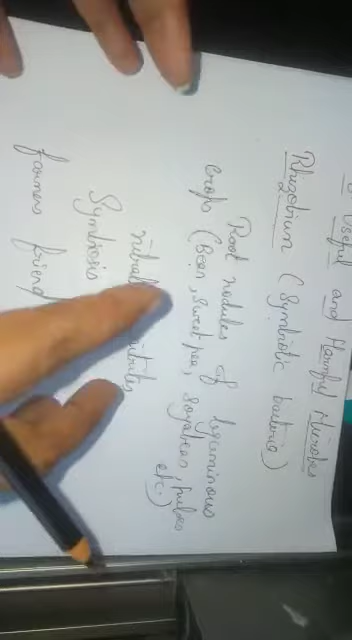 Useful and Harmful Microbes
Rhizobium (Symbiotic bacteria)
Root nodules of leguminous
crops (Bean, sweet pea, soyabean, pulses
etc.)
Symbiosis
farmers friend